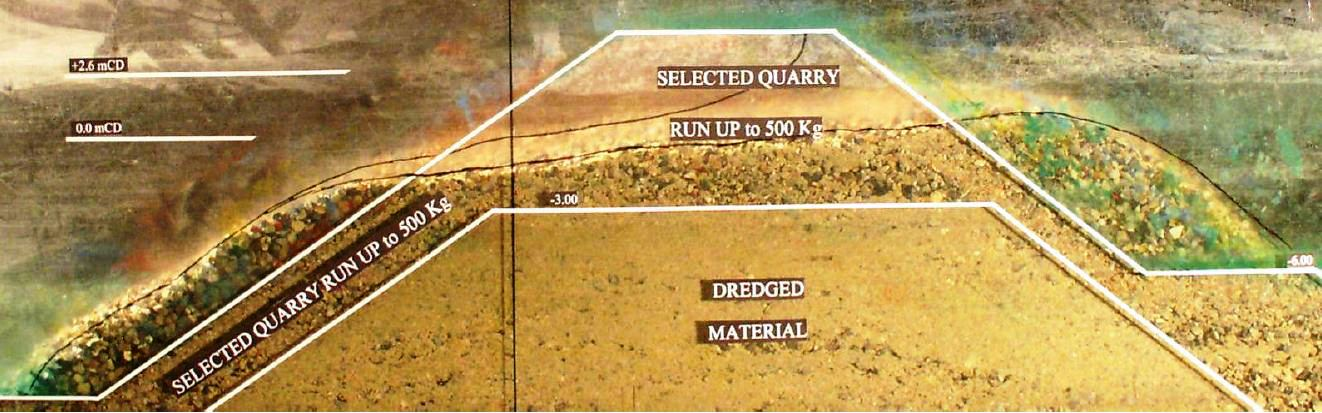 +2.6 mCD
SELECTED QUARRY
0.0 mCD
RUN UP to 500 Kg
-3.00
SELECTED QUARRY RUN UP to 500 Kg
-6.00
DREDGED
MATERIAL